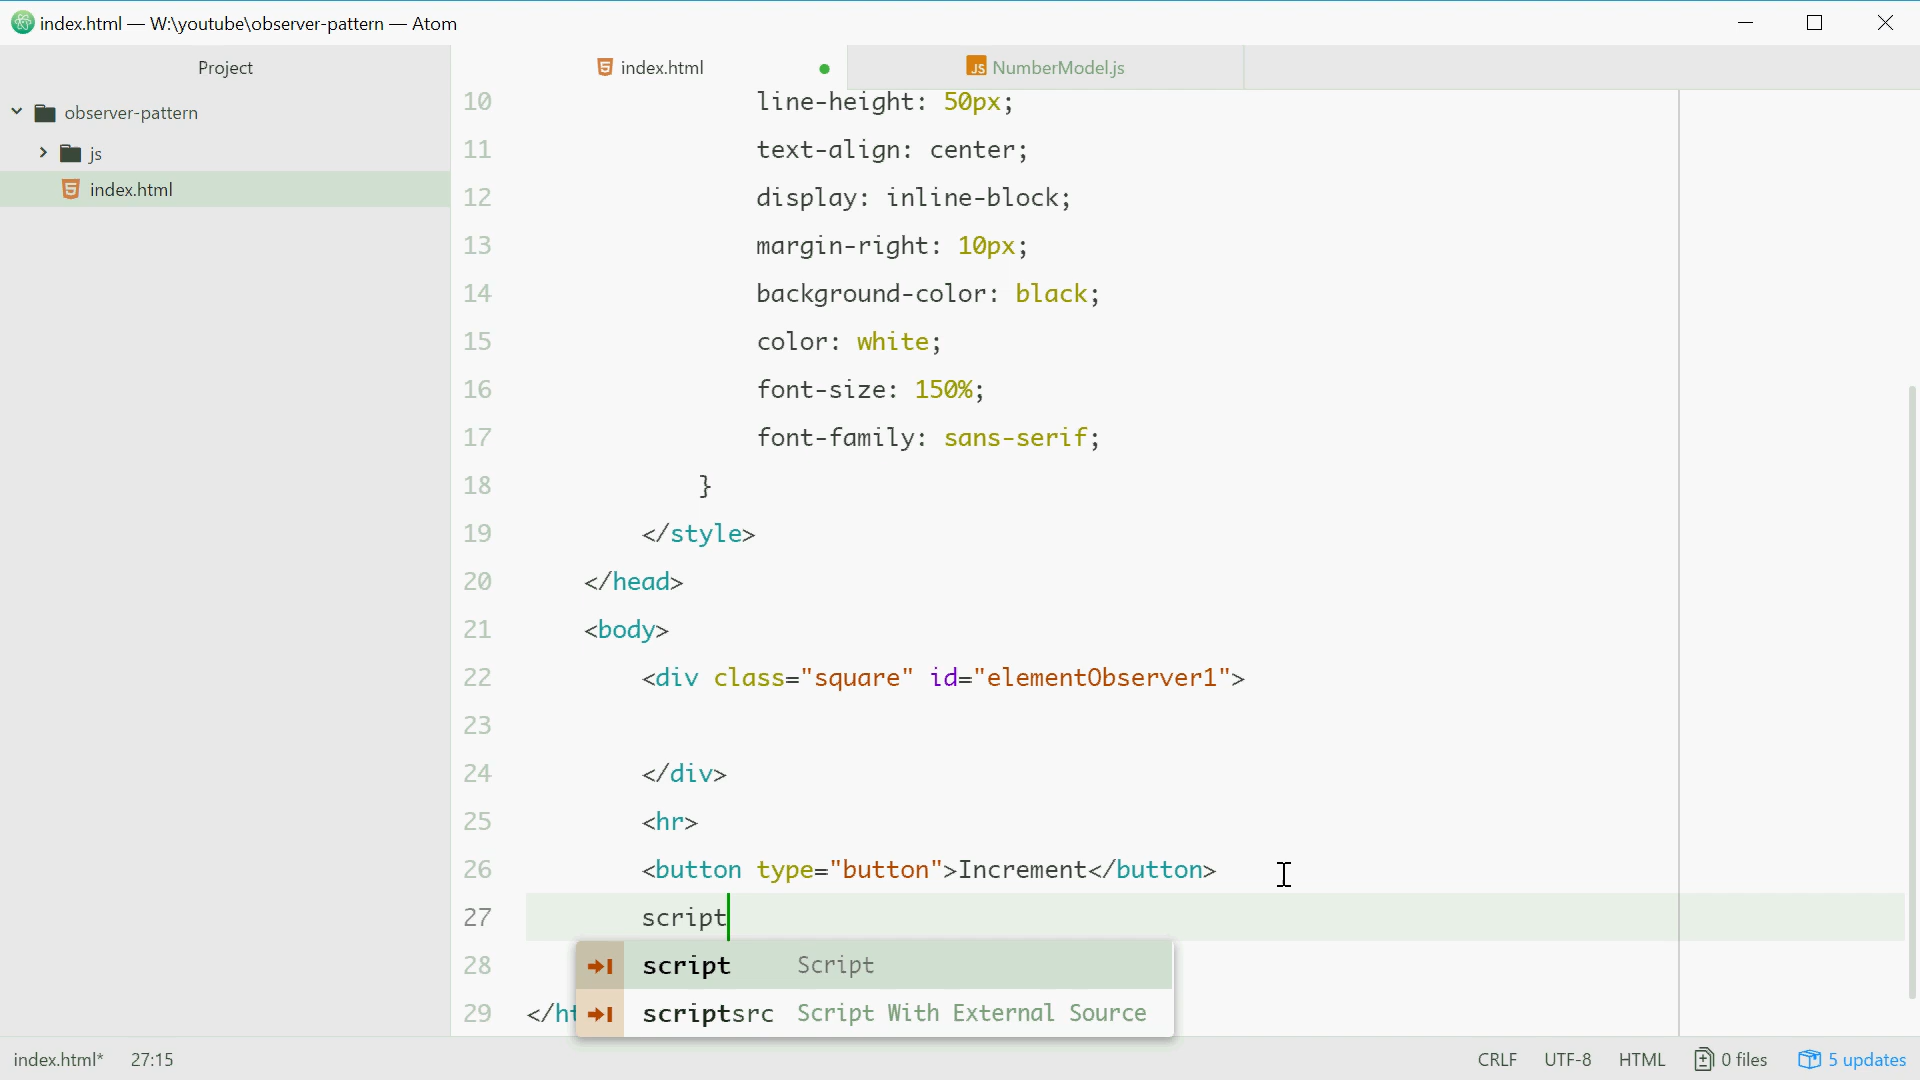 index.html — W:\youtube\observer-pattern — Atom
Project
index.html
NumberModel.js
observer-pattern
js
index.html
10 line-height: 50px;
11 text-align: center;
12 display: inline-block;
13 margin-right: 10px;
14 background-color: black;
15 color: white;
16 font-size: 150%;
17 font-family: sans-serif;
18 }
19 </style>
20 </head>
21 <body>
22 <div class="square" id="elementObserver1">
23
24 </div>
25 <hr>
26 <button type="button">Increment</button>
27 script
28 script Script
29 </ht scriptsrc Script With External Source
index.html* 27:15 CRLF UTF-8 HTML 0 files 5 updates